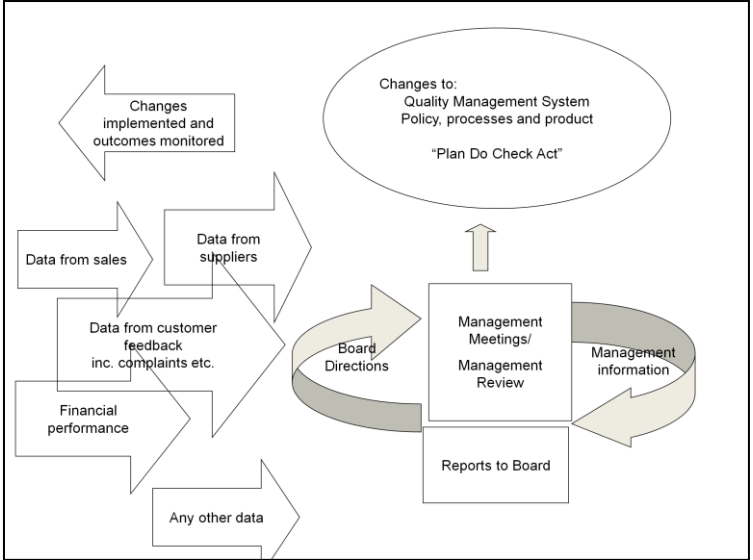 Changes to:
Quality Management System
Policy, processes and product
“Plan Do Check Act”
Changes
implemented and
outcomes monitored
Data from sales
Data from
suppliers
Data from customer
feedback
inc. complaints etc.
Financial
performance
Any other data
Board
Directions
Management
Meetings/
Management
Review
Management
information
Reports to Board